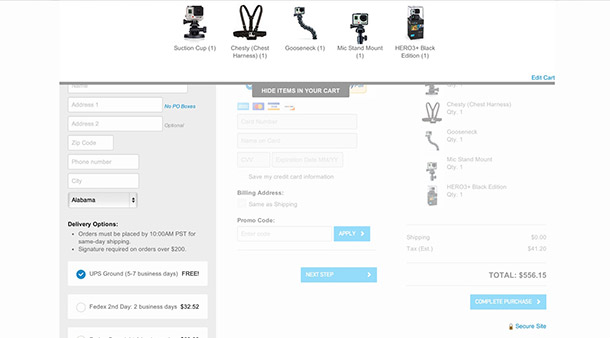 Suction Cup (1)
Chesty (Chest
Harness) (1)
Gooseneck (1)
Mic Stand Mount
(1)
HERO3+ Black
Edition (1)
Edit Cart
HIDE ITEMS IN YOUR CART
Name
Address 1
No PO Boxes
Address 2
Optional
Zip Code
Phone number
City
Alabama
Delivery Options:
• Orders must be placed by 10:00AM PST for
same-day shipping.
• Signature required on orders over $200.
UPS Ground (5-7 business days) FREE!
Fedex 2nd Day: 2 business days $32.52
Card Number
Name on Card
CVV
Save my credit card information
Billing Address:
Same as Shipping
Promo Code:
Enter code
APPLY
NEXT STEP
Qty. 1
Chesty (Chest Harness)
Qty. 1
Gooseneck
Qty. 1
Mic Stand Mount
Qty. 1
HERO3+ Black Edition
Qty. 1
Shipping $0.00
Tax (Est.) $41.20
TOTAL: $556.15
COMPLETE PURCHASE
Secure Site